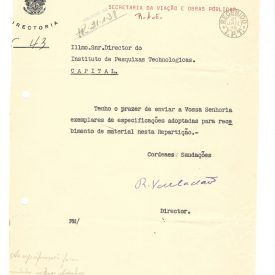 SECRETARIA DA VIAÇÃO E OBRAS PUBLICAS
DIRECTORIA
43
Illmo.Snr.Director do
Instituto de Pesquizas Technologicas.
CAPITAL.
Tenho o prazer de enviar a Vossa Senhoria
exemplares de especificações adoptadas para rece
bimento de material nesta Repartição.-
Cordeaes Saudações
Director.
PM/